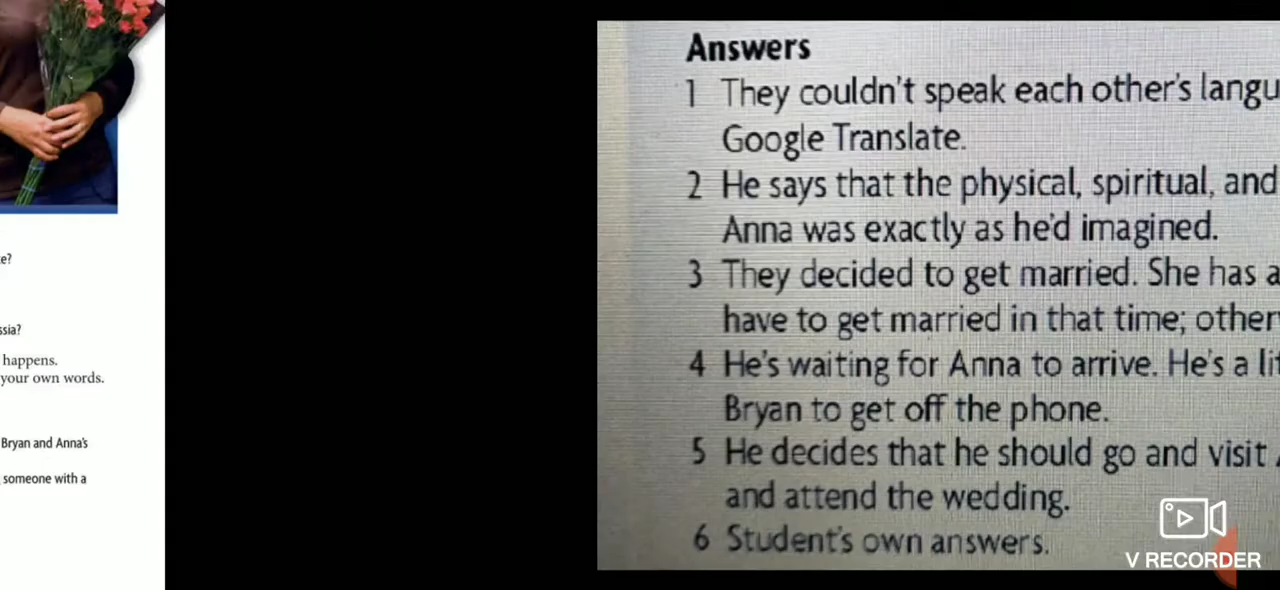 e?
ssia?
happens.
your own words.
Bryan and Anna's
someone with a
Answers
1 They couldn't speak each other's langu
Google Translate.
2 He says that the physical, spiritual, and
Anna was exactly as he'd imagined.
3 They decided to get married. She has a
have to get married in that time; other
4 He's waiting for Anna to arrive. He's a lit
Bryan to get off the phone.
5 He decides that he should go and visit
and attend the wedding.
6 Student's own answers.
V RECORDER